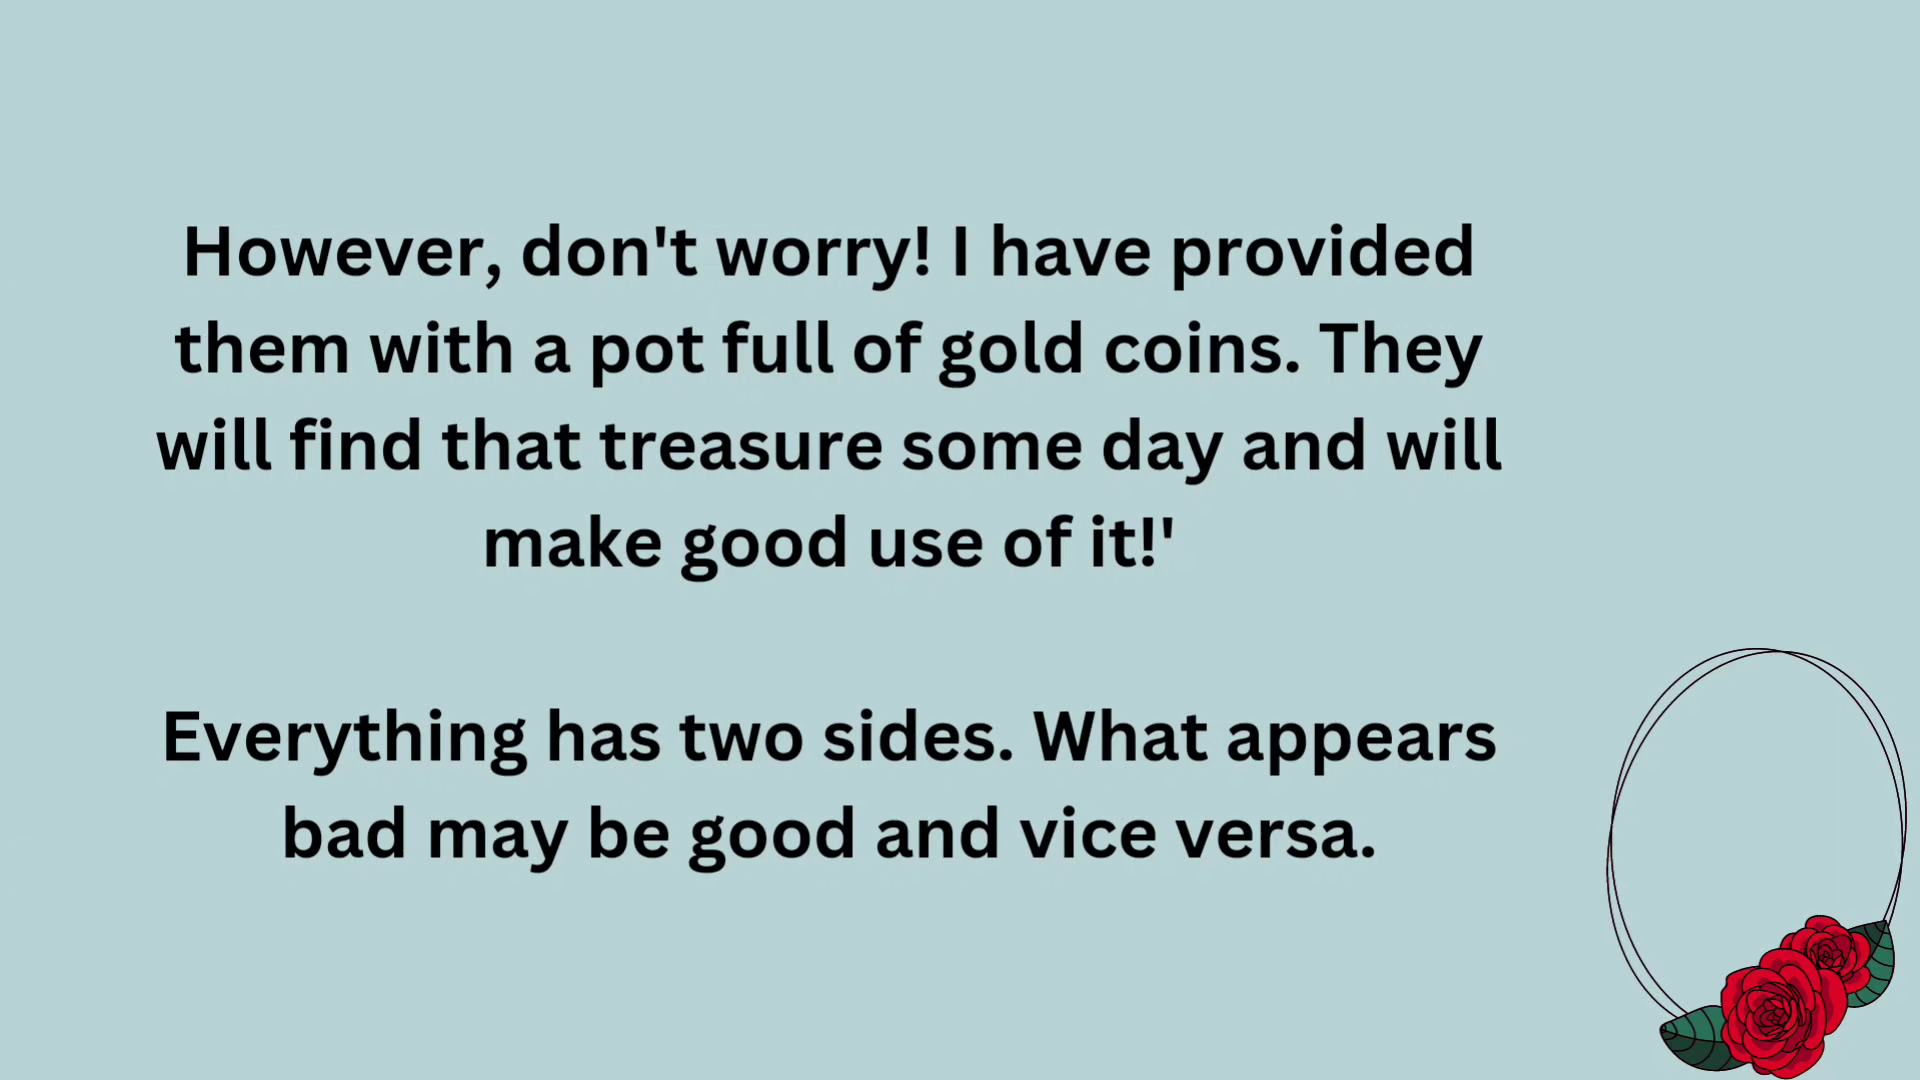 However, don't worry! I have provided
them with a pot full of gold coins. They
will find that treasure some day and will
make good use of it!'
Everything has two sides. What appears
bad may be good and vice versa.